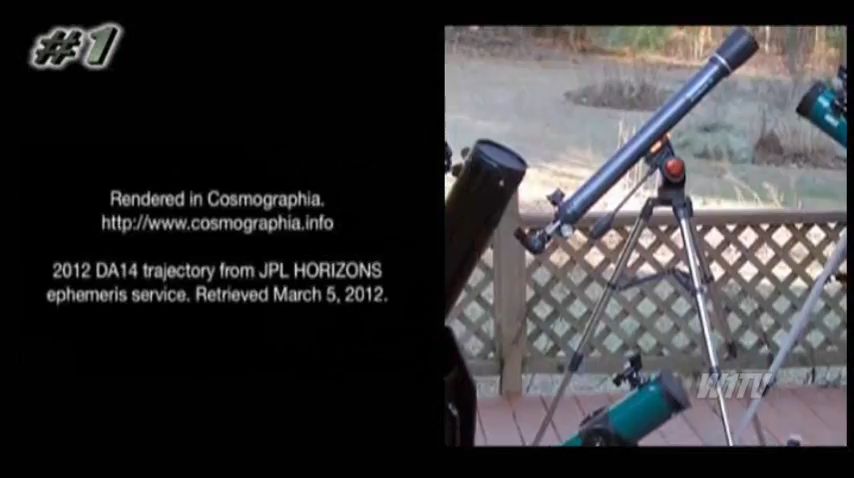 #1
Rendered in Cosmographia.
http://www.cosmographia.info
2012 DA14 trajectory from JPL HORIZONS
ephemeris service. Retrieved March 5, 2012.